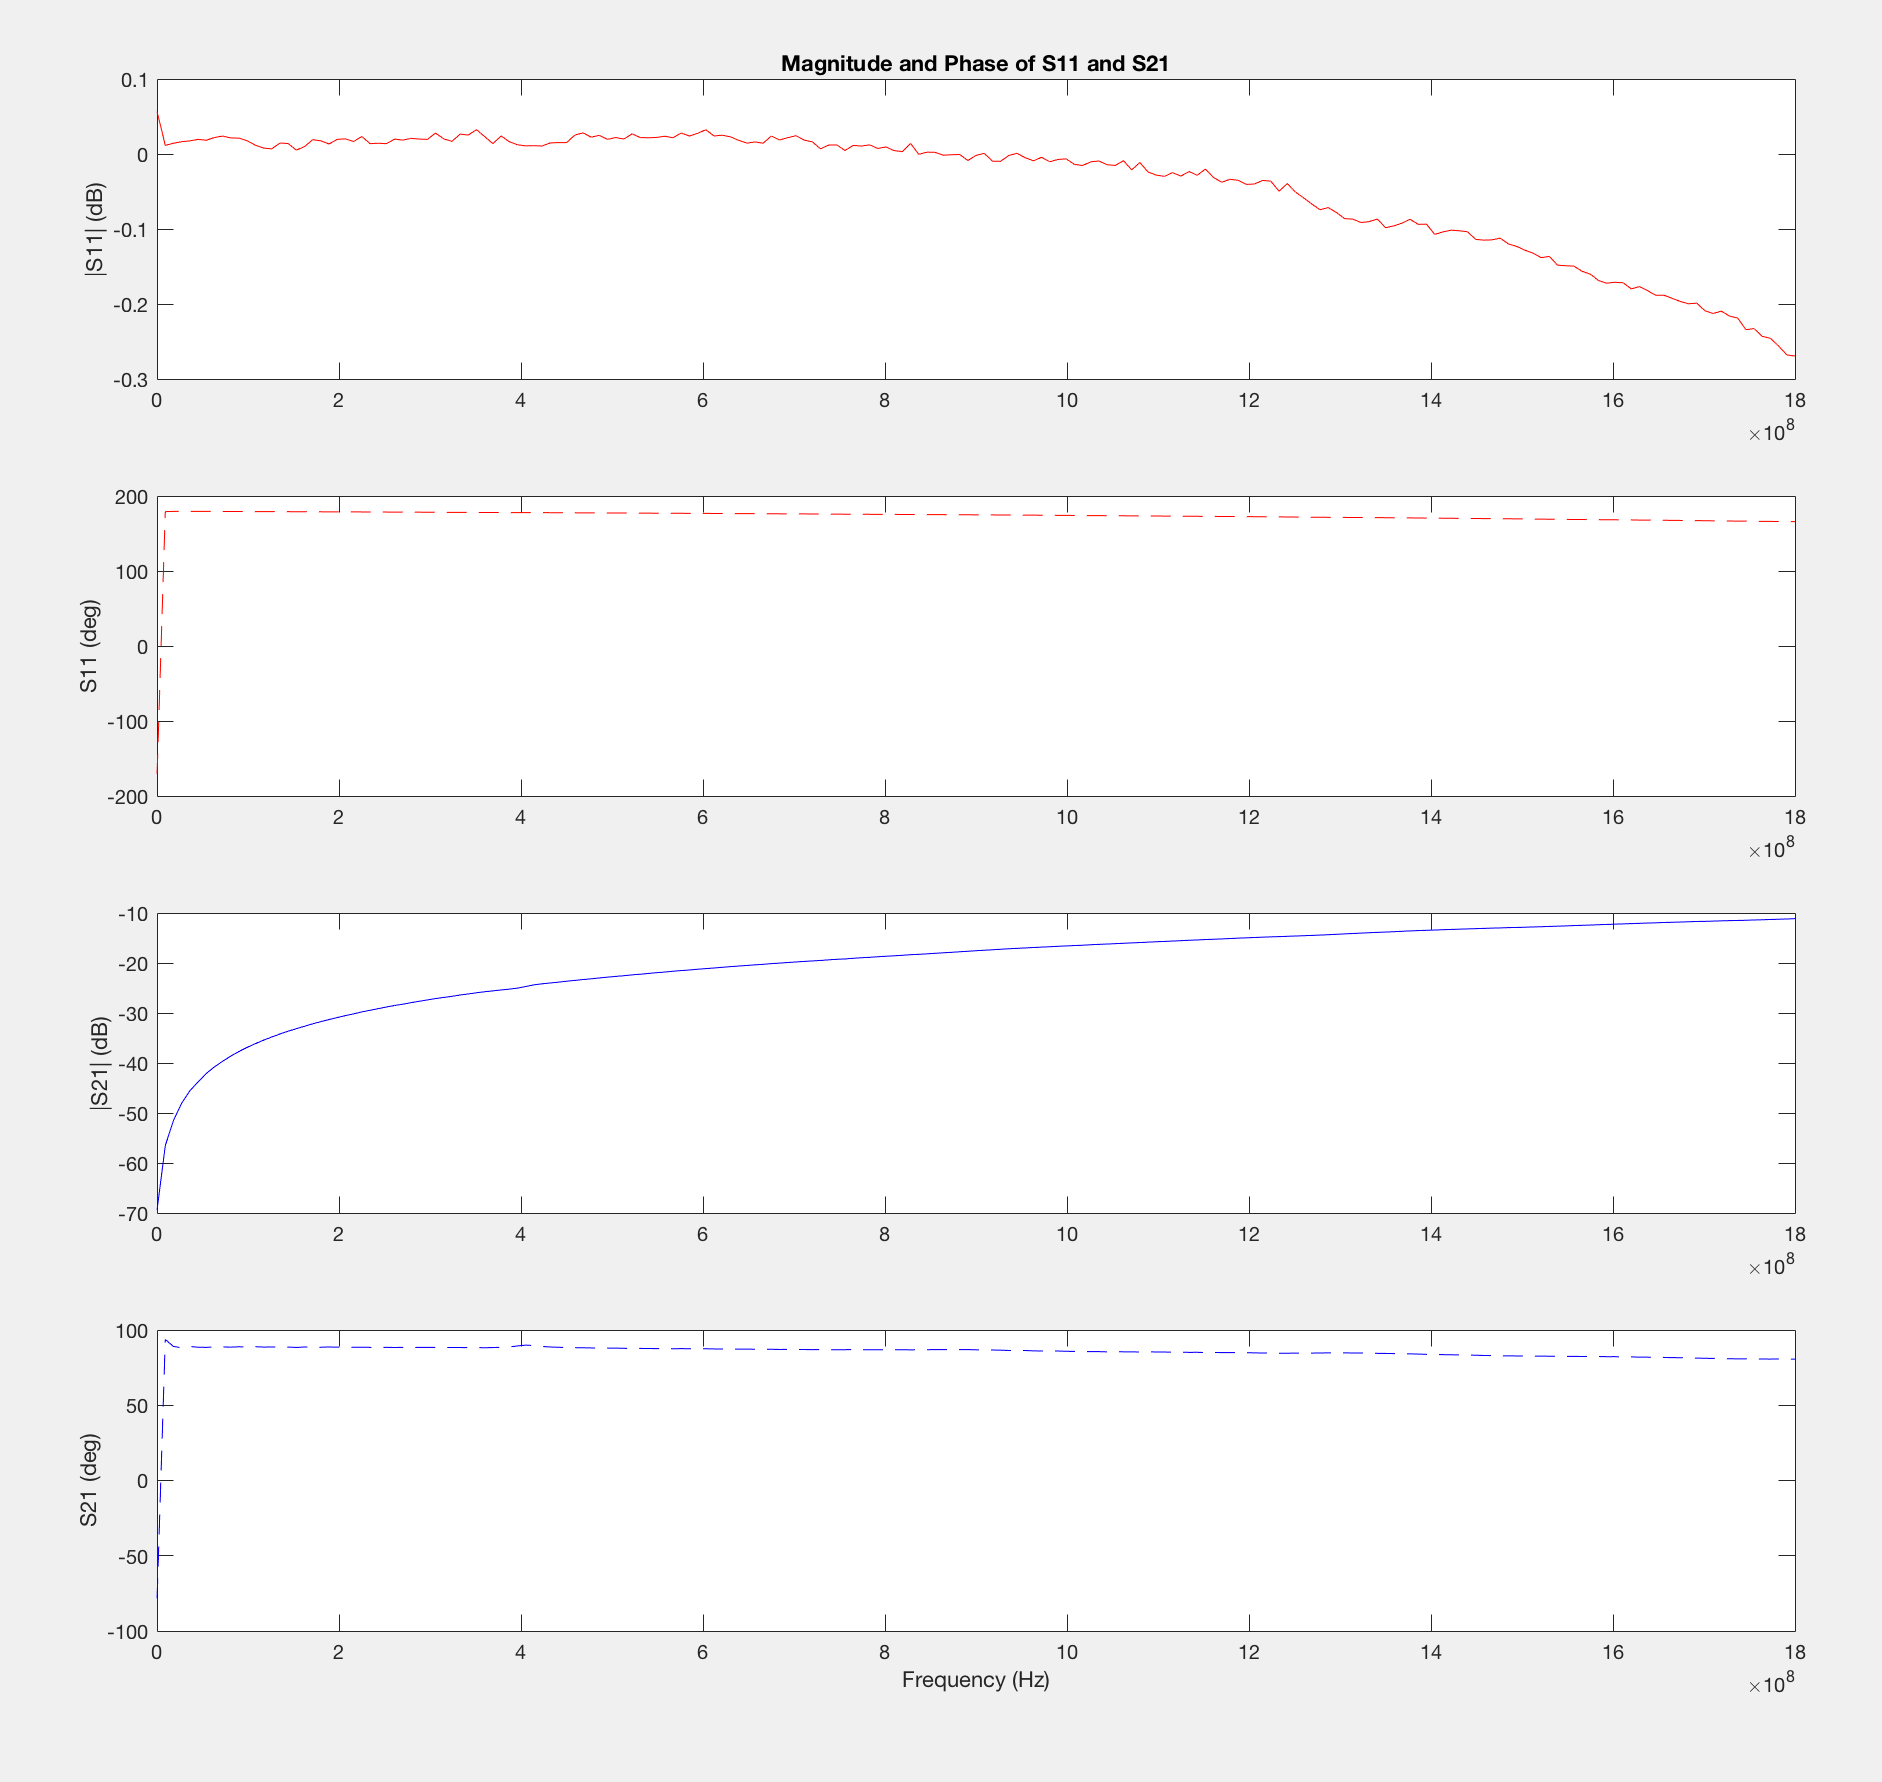 Magnitude and Phase of S11 and S21
|S11| (dB)
0.1
0
-0.1
-0.2
-0.3
0 2 4 6 8 10 12 14 16 18
×10^8
S11 (deg)
200
100
0
-100
-200
0 2 4 6 8 10 12 14 16 18
×10^8
|S21| (dB)
-10
-20
-30
-40
-50
-60
-70
0 2 4 6 8 10 12 14 16 18
×10^8
S21 (deg)
100
50
0
-50
-100
0 2 4 6 8 10 12 14 16 18
Frequency (Hz)
×10^8